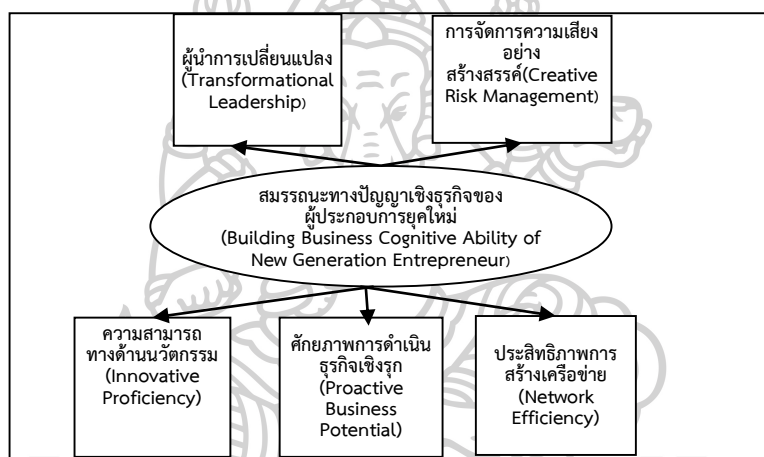 ผู้นำการเปลี่ยนแปลง
(Transformational
Leadership)
การจัดการความเสี่ยง
อย่าง
สร้างสรรค์(Creative
Risk Management)
สมรรถนะทางปัญญาเชิงธุรกิจของ
ผู้ประกอบการยุคใหม่
(Building Business Cognitive Ability of
New Generation Entrepreneur)
ความสามารถ
ทางด้านนวัตกรรม
(Innovative
Proficiency)
ศักยภาพการดำเนิน
ธุรกิจเชิงรุก
(Proactive
Business
Potential)
ประสิทธิภาพการ
สร้างเครือข่าย
(Network
Efficiency)